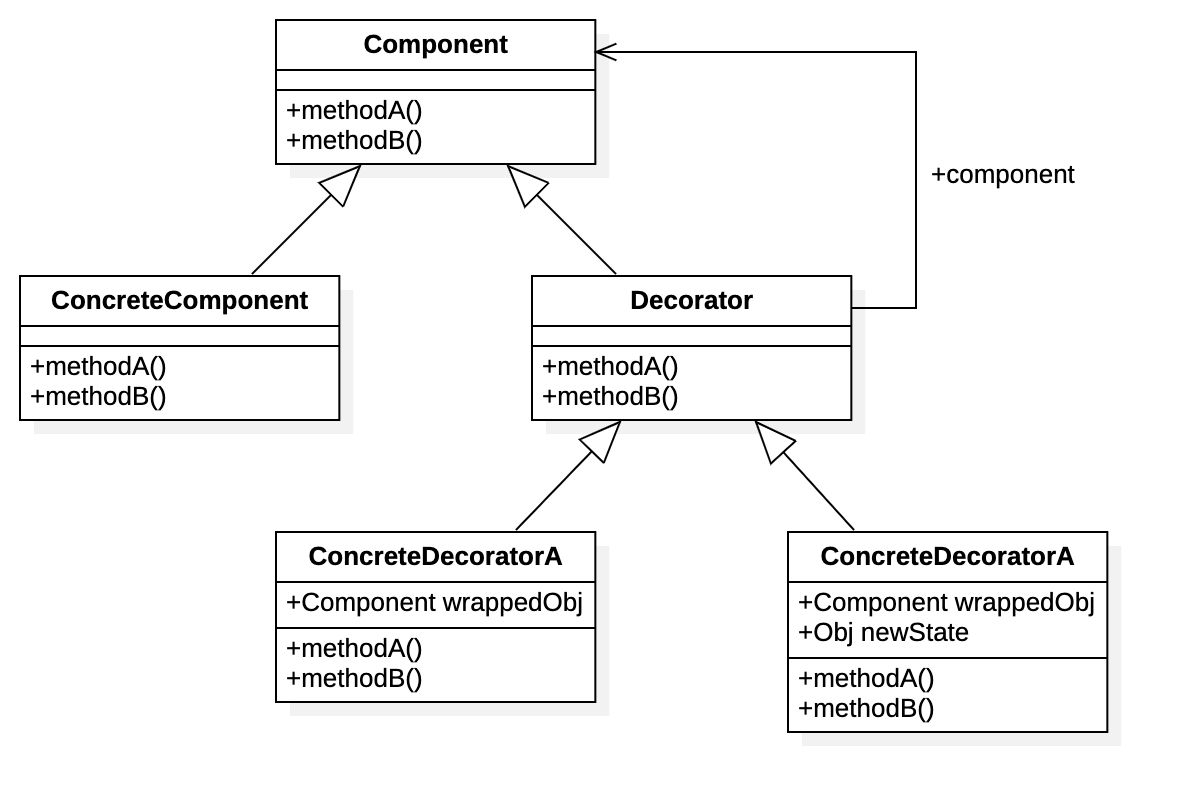 Component
+methodA()
+methodB()
+component
ConcreteComponent
+methodA()
+methodB()
Decorator
+methodA()
+methodB()
ConcreteDecoratorA
+Component wrappedObj
+methodA()
+methodB()
ConcreteDecoratorA
+Component wrappedObj
+Obj newState
+methodA()
+methodB()